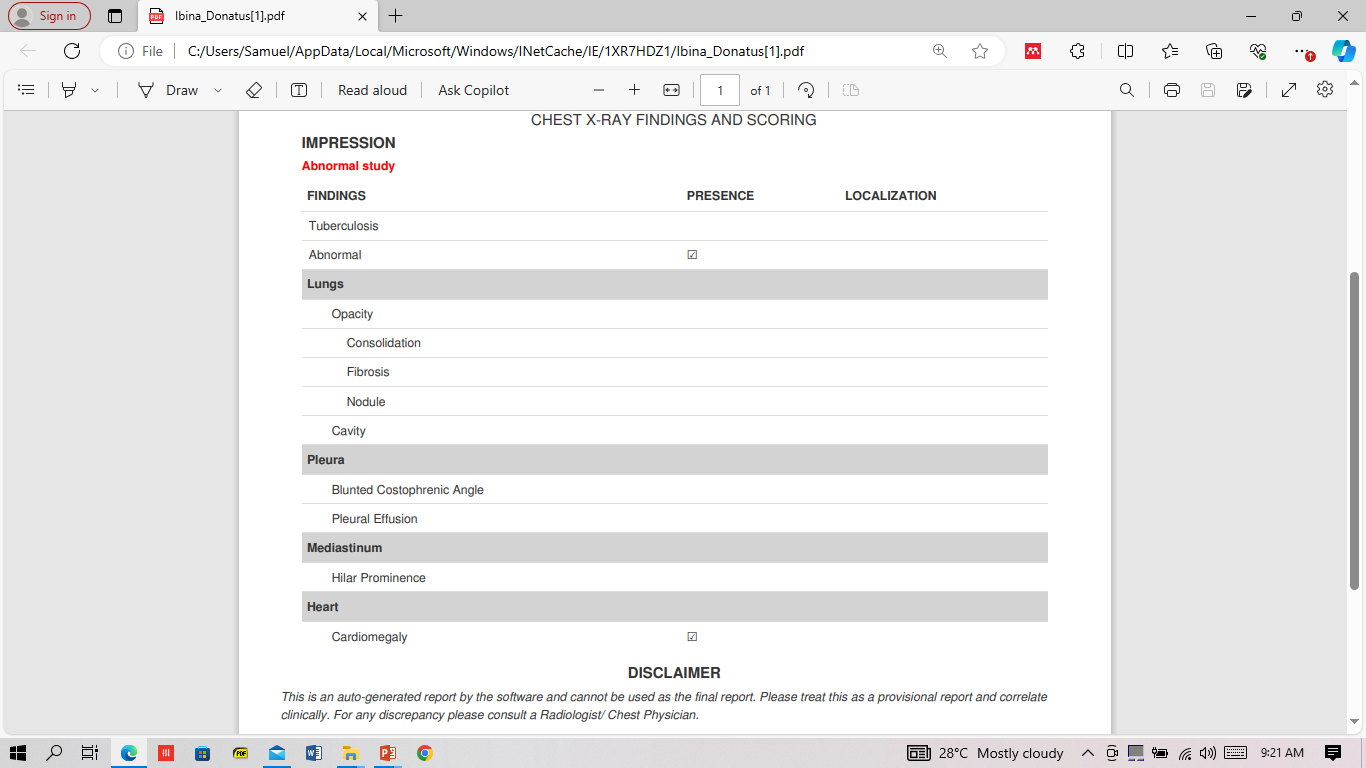 Sign in
Ibina_Donatus[1].pdf
File C:/Users/Samuel/AppData/Local/Microsoft/Windows/INetCache/IE/1XR7HDZ1/Ibina_Donatus[1].pdf
Draw Read aloud Ask Copilot 1 of 1
CHEST X-RAY FINDINGS AND SCORING
IMPRESSION
Abnormal study
FINDINGS PRESENCE LOCALIZATION
Tuberculosis
Abnormal ☑
Lungs
Opacity
Consolidation
Fibrosis
Nodule
Cavity
Pleura
Blunted Costophrenic Angle
Pleural Effusion
Mediastinum
Hilar Prominence
Heart
Cardiomegaly ☑
DISCLAIMER
This is an auto-generated report by the software and cannot be used as the final report. Please treat this as a provisional report and correlate
clinically. For any discrepancy please consult a Radiologist/ Chest Physician.
28°C Mostly cloudy 9:21 AM